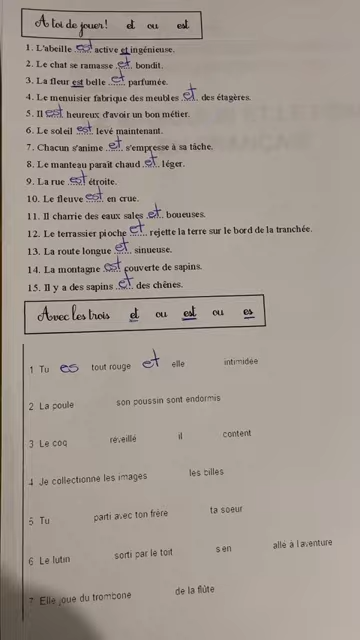 A toi de jouer! et ou est
1. L'abeille est active et ingénieuse.
2. Le chat se ramasse et bondit.
3. La fleur est belle et parfumée.
4. Le menuisier fabrique des meubles et des étagères.
5. Il est heureux d'avoir un bon métier.
6. Le soleil est levé maintenant.
7. Chacun s'anime et s'empresse à sa tâche.
8. Le manteau paraît chaud et léger.
9. La rue est étroite.
10. Le fleuve est en crue.
11. Il charrie des eaux sales et boueuses.
12. Le terrassier pioche et rejette la terre sur le bord de la tranchée.
13. La route longue et sinueuse.
14. La montagne est couverte de sapins.
15. Il y a des sapins et des chênes.
Avec les trois et ou est ou es
1 Tu es tout rouge et elle intimidée
2 La poule son poussin sont endormis
3 Le coq réveillé il content
4 Je collectionne les images les billes
5 Tu parti avec ton frère ta soeur
6 Le lutin sorti par le toit s en allé à l aventure
7 Elle joue du trombone de la flûte